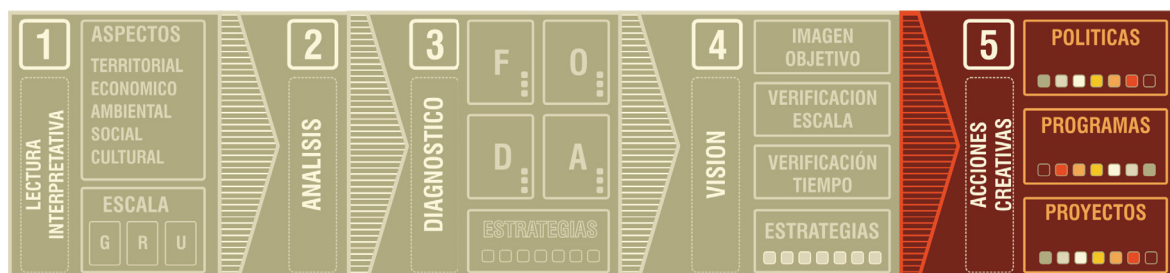 1
LECTURA
INTERPRETATIVA
ASPECTOS
TERRITORIAL
ECONOMICO
AMBIENTAL
SOCIAL
CULTURAL
ESCALA
G R U
2
ANALISIS
3
DIAGNOSTICO
F O
D A
ESTRATEGIAS
4
VISION
IMAGEN
OBJETIVO
VERIFICACION
ESCALA
VERIFICACIÓN
TIEMPO
ESTRATEGIAS
5
ACCIONES
CREATIVAS
POLITICAS
PROGRAMAS
PROYECTOS